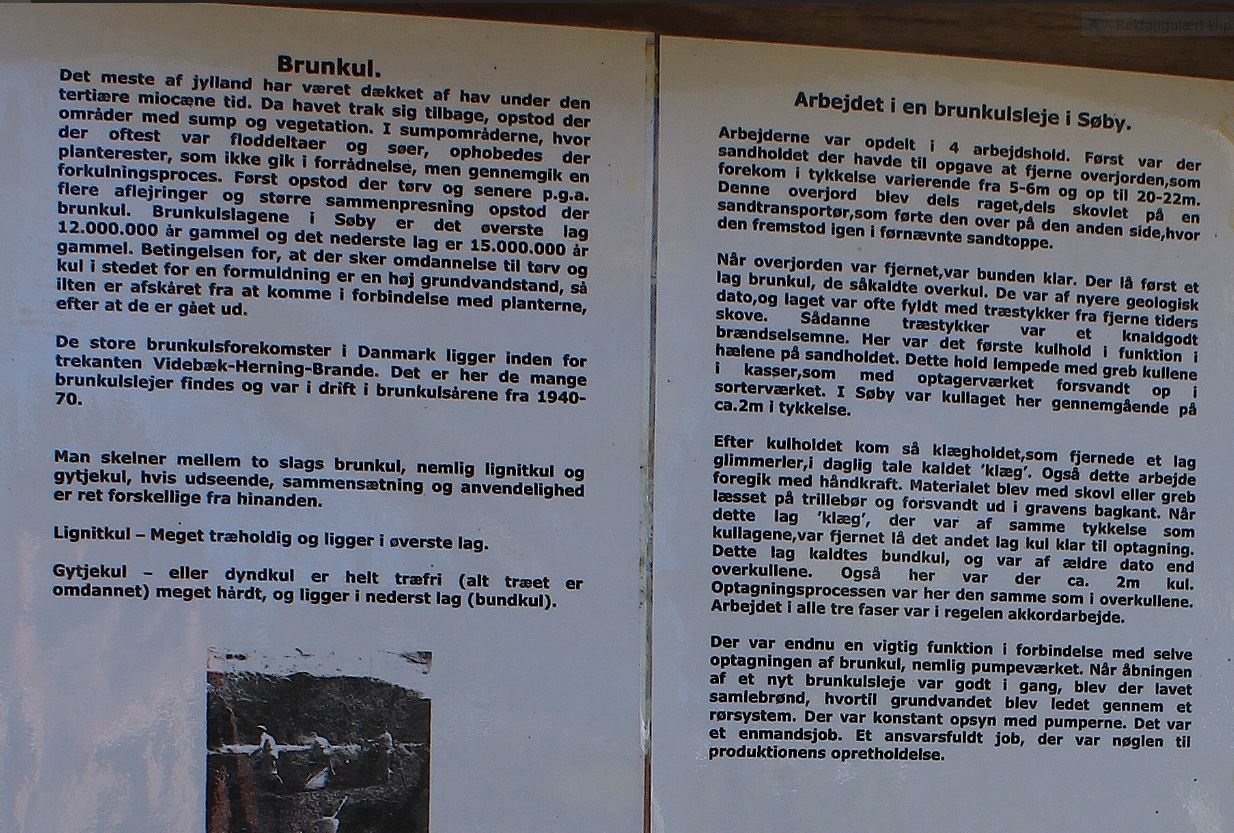 Rektangulært klip
Brunkul.
Det meste af jylland har været dækket af hav under den
tertiære miocæne tid. Da havet trak sig tilbage, opstod der
områder med sump og vegetation. I sumpområderne, hvor
der oftest var floddeltaer og søer, ophobedes der
planterester, som ikke gik i forrådnelse, men gennemgik en
forkulningsproces. Først opstod der tørv og senere p.g.a.
flere aflejringer og større sammenpresning opstod der
brunkul. Brunkulslagene i Søby er det øverste lag
12.000.000 år gammel og det nederste lag er 15.000.000 år
gammel. Betingelsen for, at der sker omdannelse til tørv og
kul i stedet for en formuldning er en høj grundvandstand, så
ilten er afskåret fra at komme i forbindelse med planterne,
efter at de er gået ud.
De store brunkulsforekomster i Danmark ligger inden for
trekanten Videbæk-Herning-Brande. Det er her de mange
brunkulslejer findes og var i drift i brunkulsårene fra 1940-
70.
Man skelner mellem to slags brunkul, nemlig lignitkul og
gytjekul, hvis udseende, sammensætning og anvendelighed
er ret forskellige fra hinanden.
Lignitkul – Meget træholdig og ligger i øverste lag.
Gytjekul – eller dyndkul er helt træfri (alt træet er
omdannet) meget hårdt, og ligger i nederst lag (bundkul).
Arbejdet i en brunkulsleje i Søby.
Arbejderne var opdelt i 4 arbejdshold. Først var der
sandholdet der havde til opgave at fjerne overjorden,som
forekom i tykkelse varierende fra 5-6m og op til 20-22m.
Denne overjord blev dels raget,dels skovlet på en
sandtransportør,som førte den over på den anden side,hvor
den fremstod igen i førnævnte sandtoppe.
Når overjorden var fjernet,var bunden klar. Der lå først et
lag brunkul, de såkaldte overkul. De var af nyere geologisk
dato,og laget var ofte fyldt med træstykker fra fjerne tiders
skove. Sådanne træstykker var et knaldgodt
brændselsemne. Her var det første kulhold i funktion i
hælene på sandholdet. Dette hold lempede med greb kullene
i kasser,som med optagerværket forsvandt op i
sorterværket. I Søby var kullaget her gennemgående på
ca.2m i tykkelse.
Efter kulholdet kom så klægholdet,som fjernede et lag
glimmerler,i daglig tale kaldet ’klæg’. Også dette arbejde
foregik med håndkraft. Materialet blev med skovl eller greb
læsset på trillebør og forsvandt ud i gravens bagkant. Når
dette lag ’klæg’, der var af samme tykkelse som
kullagene,var fjernet lå det andet lag kul klar til optagning.
Dette lag kaldtes bundkul, og var af ældre dato end
overkullene. Også her var der ca. 2m kul.
Optagningsprocessen var her den samme som i overkullene.
Arbejdet i alle tre faser var i regelen akkordarbejde.
Der var endnu en vigtig funktion i forbindelse med selve
optagningen af brunkul, nemlig pumpeværket. Når åbningen
af et nyt brunkulsleje var godt i gang, blev der lavet
samlebrønd, hvortil grundvandet blev ledet gennem et
rørsystem. Der var konstant opsyn med pumperne. Det var
et enmandsjob. Et ansvarsfuldt job, der var nøglen til
produktionens opretholdelse.